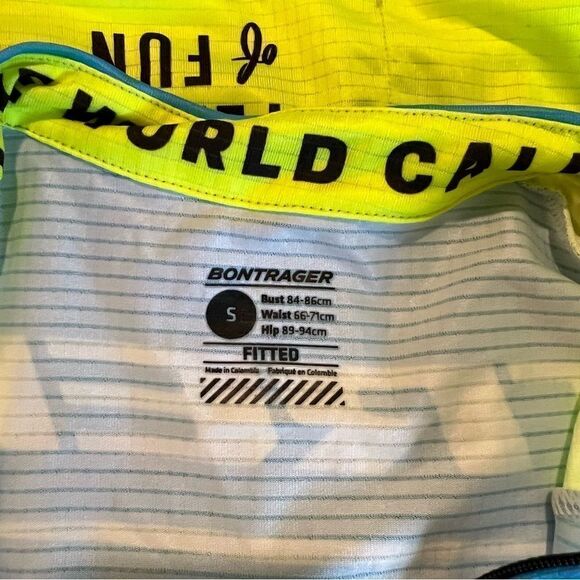 of
FUN
WORLD CAL
BONTRAGER
S
Bust 84-86cm
Waist 66-71cm
Hip 89-94cm
FITTED
Made in Colombia Fabriqué en Colombie